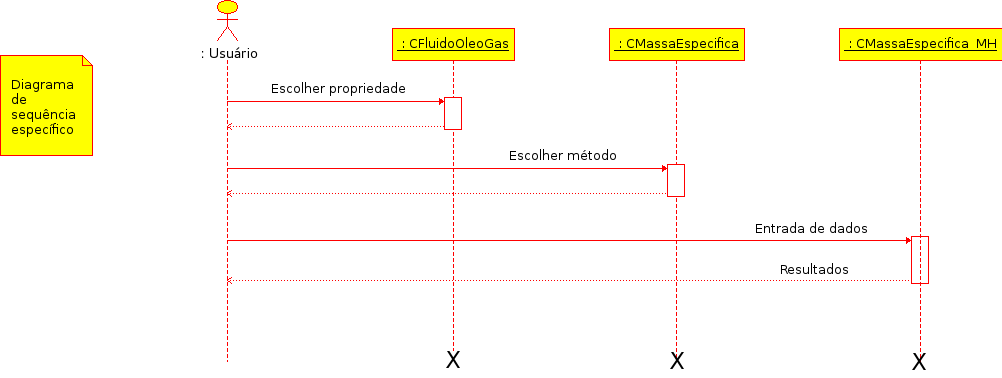 : Usuário
: CFluidoOleoGas
: CMassaEspecifica
: CMassaEspecifica_MH
Diagrama
de
sequência
específico
Escolher propriedade
Escolher método
Entrada de dados
Resultados
X
X
X